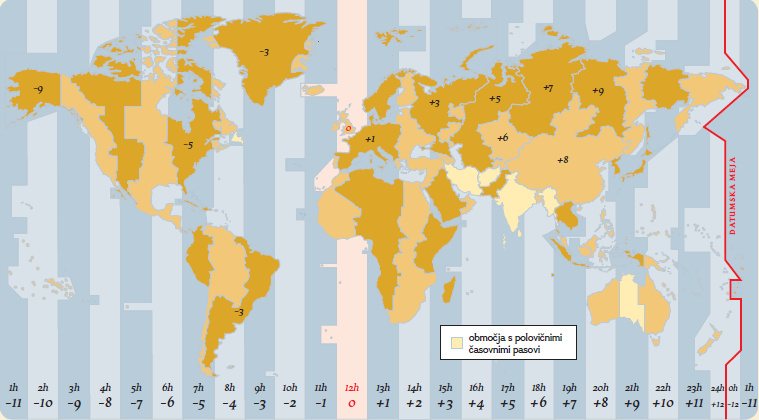 -3
-9
+3
+5
+7
+9
0
+1
-5
+6
+8
DATUMSKA MEJA
-3
območja s polovičnimi
časovnimi pasovi
1h 2h 3h 4h 5h 6h 7h 8h 9h 10h 11h 12h 13h 14h 15h 16h 17h 18h 19h 20h 21h 22h 23h 24h 0h 1h
-11 -10 -9 -8 -7 -6 -5 -4 -3 -2 -1 0 +1 +2 +3 +4 +5 +6 +7 +8 +9 +10 +11 +12 -12 -11